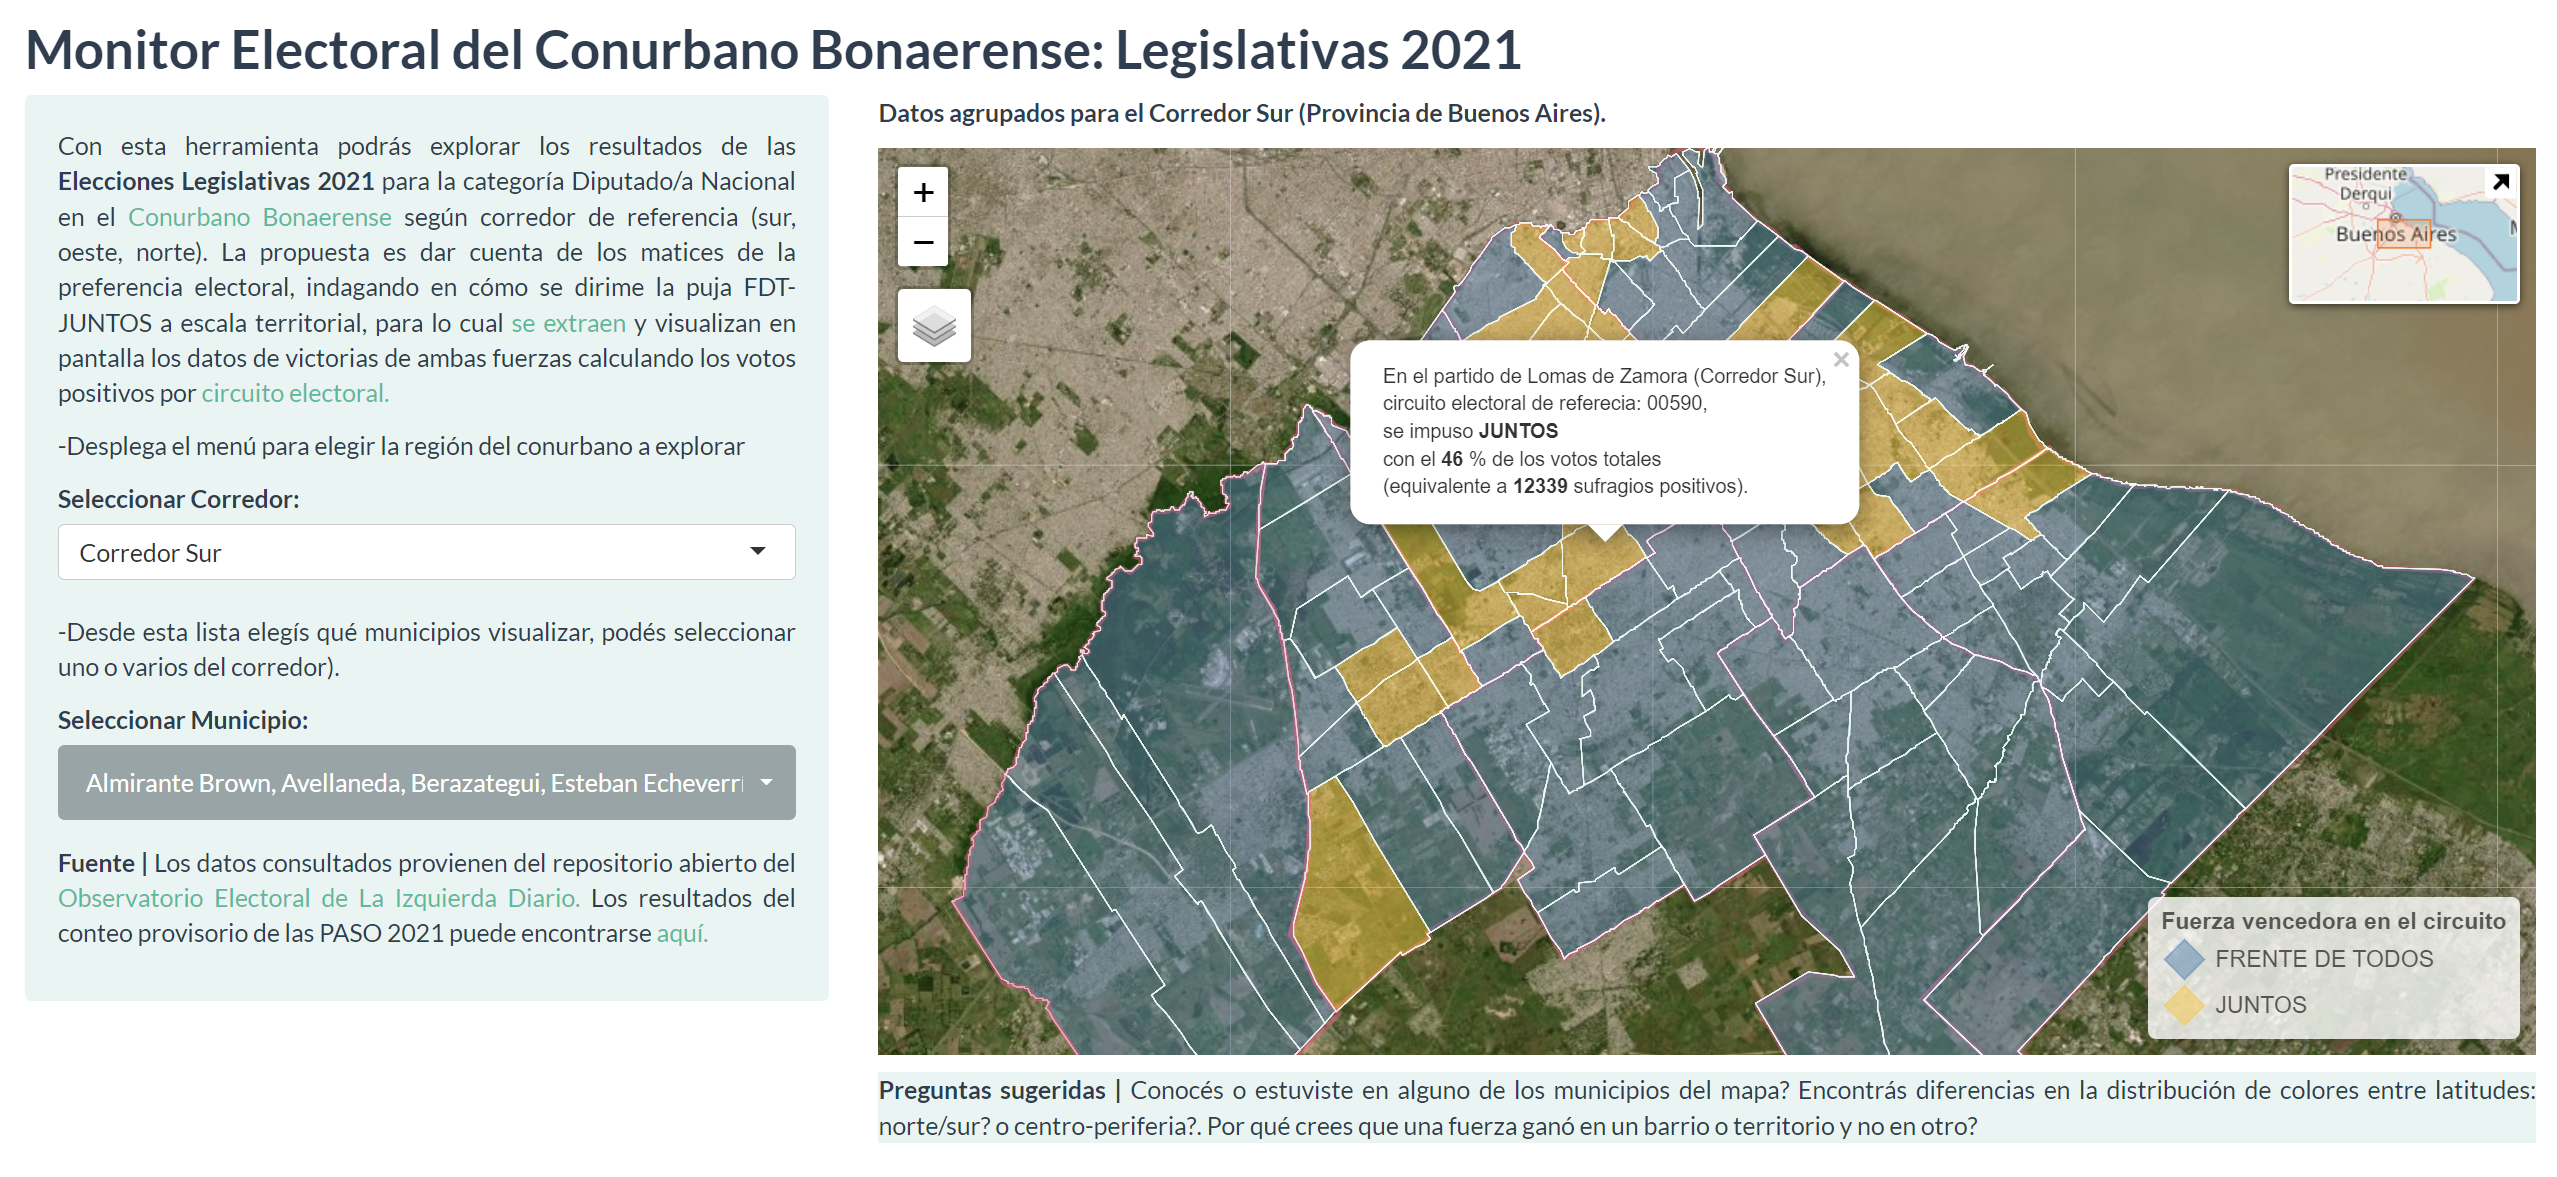 Monitor Electoral del Conurbano Bonaerense: Legislativas 2021
Con esta herramienta podrás explorar los resultados de las
Elecciones Legislativas 2021 para la categoría Diputado/a Nacional
en el Conurbano Bonaerense según corredor de referencia (sur,
oeste, norte). La propuesta es dar cuenta de los matices de la
preferencia electoral, indagando en cómo se dirime la puja FDT-
JUNTOS a escala territorial, para lo cual se extraen y visualizan en
pantalla los datos de victorias de ambas fuerzas calculando los votos
positivos por circuito electoral.
-Desplega el menú para elegir la región del conurbano a explorar
Seleccionar Corredor:
Corredor Sur
-Desde esta lista elegís qué municipios visualizar, podés seleccionar
uno o varios del corredor).
Seleccionar Municipio:
Almirante Brown, Avellaneda, Berazategui, Esteban Echeverrí
Fuente | Los datos consultados provienen del repositorio abierto del
Observatorio Electoral de La Izquierda Diario. Los resultados del
conteo provisorio de las PASO 2021 puede encontrarse aquí.
Datos agrupados para el Corredor Sur (Provincia de Buenos Aires).
+
−
Presidente
Derqui
Buenos Aires
En el partido de Lomas de Zamora (Corredor Sur),
circuito electoral de referecia: 00590,
se impuso JUNTOS
con el 46 % de los votos totales
(equivalente a 12339 sufragios positivos).
×
Fuerza vencedora en el circuito
FRENTE DE TODOS
JUNTOS
Preguntas sugeridas | Conocés o estuviste en alguno de los municipios del mapa? Encontrás diferencias en la distribución de colores entre latitudes:
norte/sur? o centro-periferia?. Por qué crees que una fuerza ganó en un barrio o territorio y no en otro?